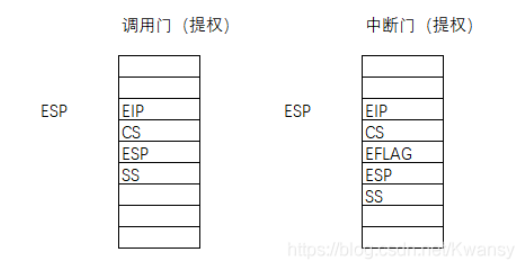 调用门（提权）
中断门（提权）
ESP
EIP
CS
ESP
SS
ESP
EIP
CS
EFLAG
ESP
SS
https://blog.csdn.net/Kwansy